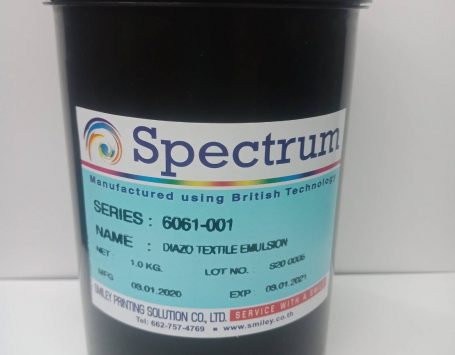 Spectrum
Manufactured using British Technology
SERIES : 6061-001
NAME : DIAZO TEXTILE EMULSION
NET : 1.0 KG. LOT NO. : S20 0005
MFG 09.01.2020 EXP 09.01.2021
SMILEY PRINTING SOLUTION CO., LTD. SERVICE WITH A
Tel: 662-757-4769 ■ www.smiley.co.th